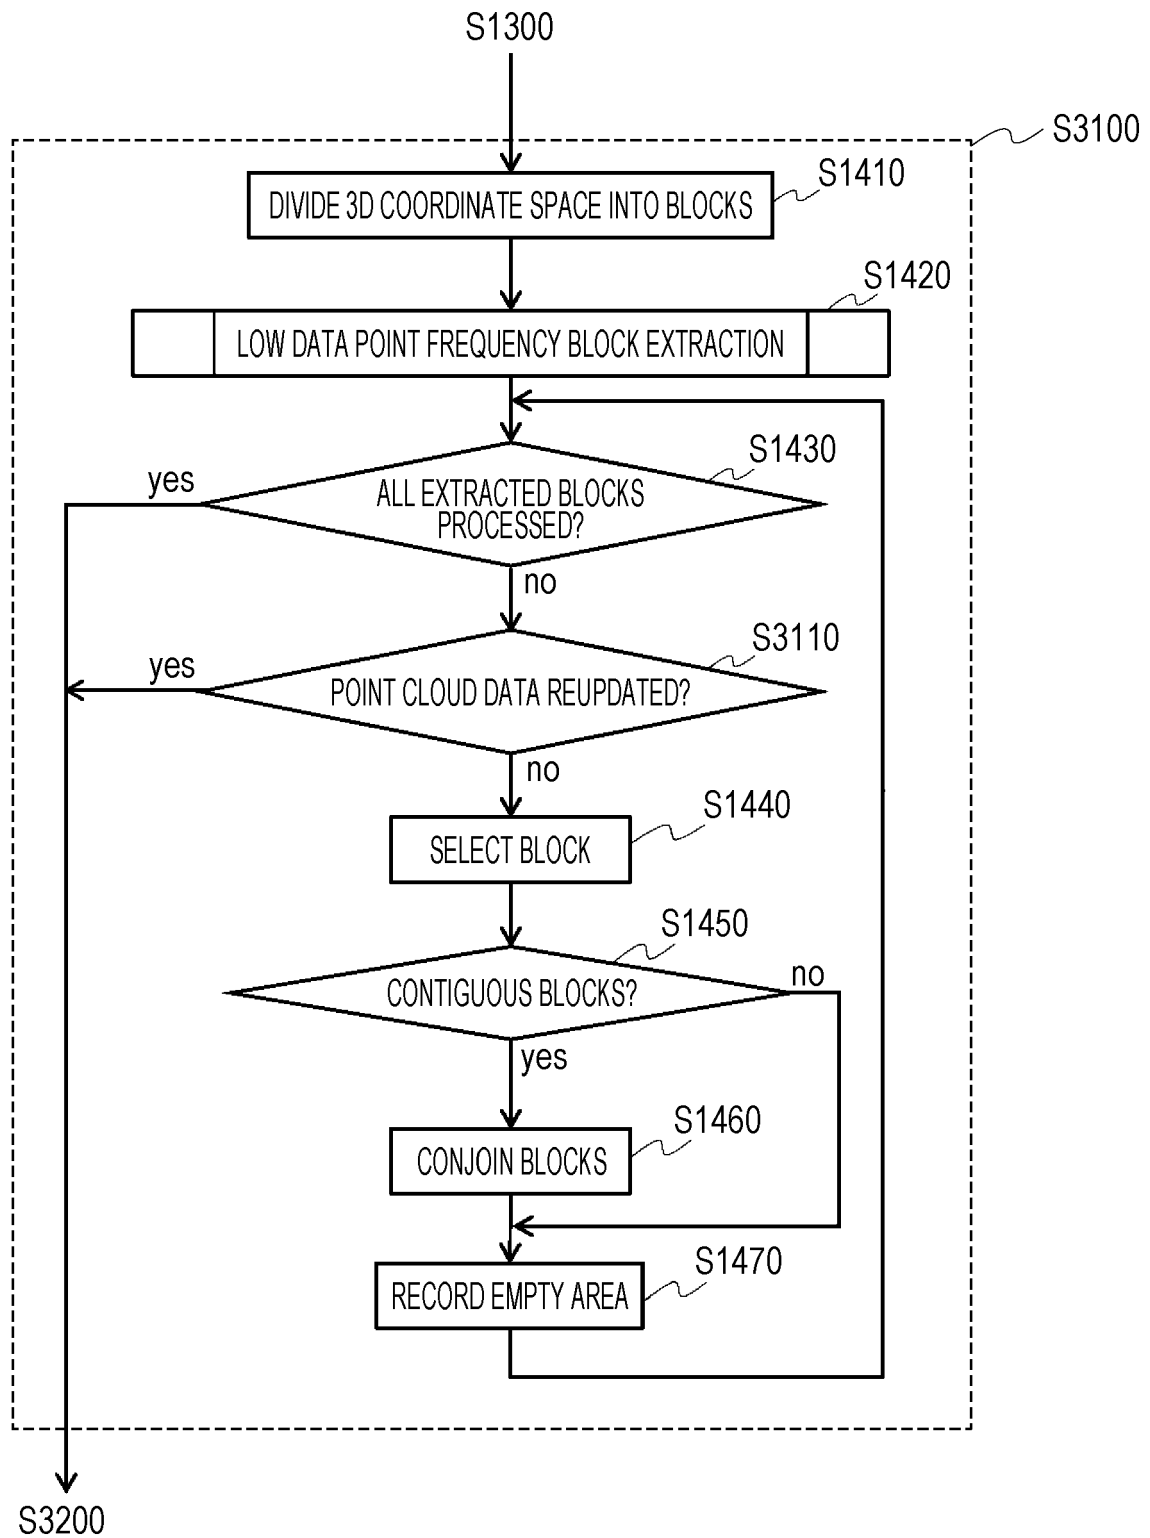 S1300
S3100
S1410
DIVIDE 3D COORDINATE SPACE INTO BLOCKS
S1420
LOW DATA POINT FREQUENCY BLOCK EXTRACTION
S1430
yes
ALL EXTRACTED BLOCKS
PROCESSED?
no
S3110
yes
POINT CLOUD DATA REUPDATED?
no
S1440
SELECT BLOCK
S1450
no
CONTIGUOUS BLOCKS?
yes
S1460
CONJOIN BLOCKS
S1470
RECORD EMPTY AREA
S3200